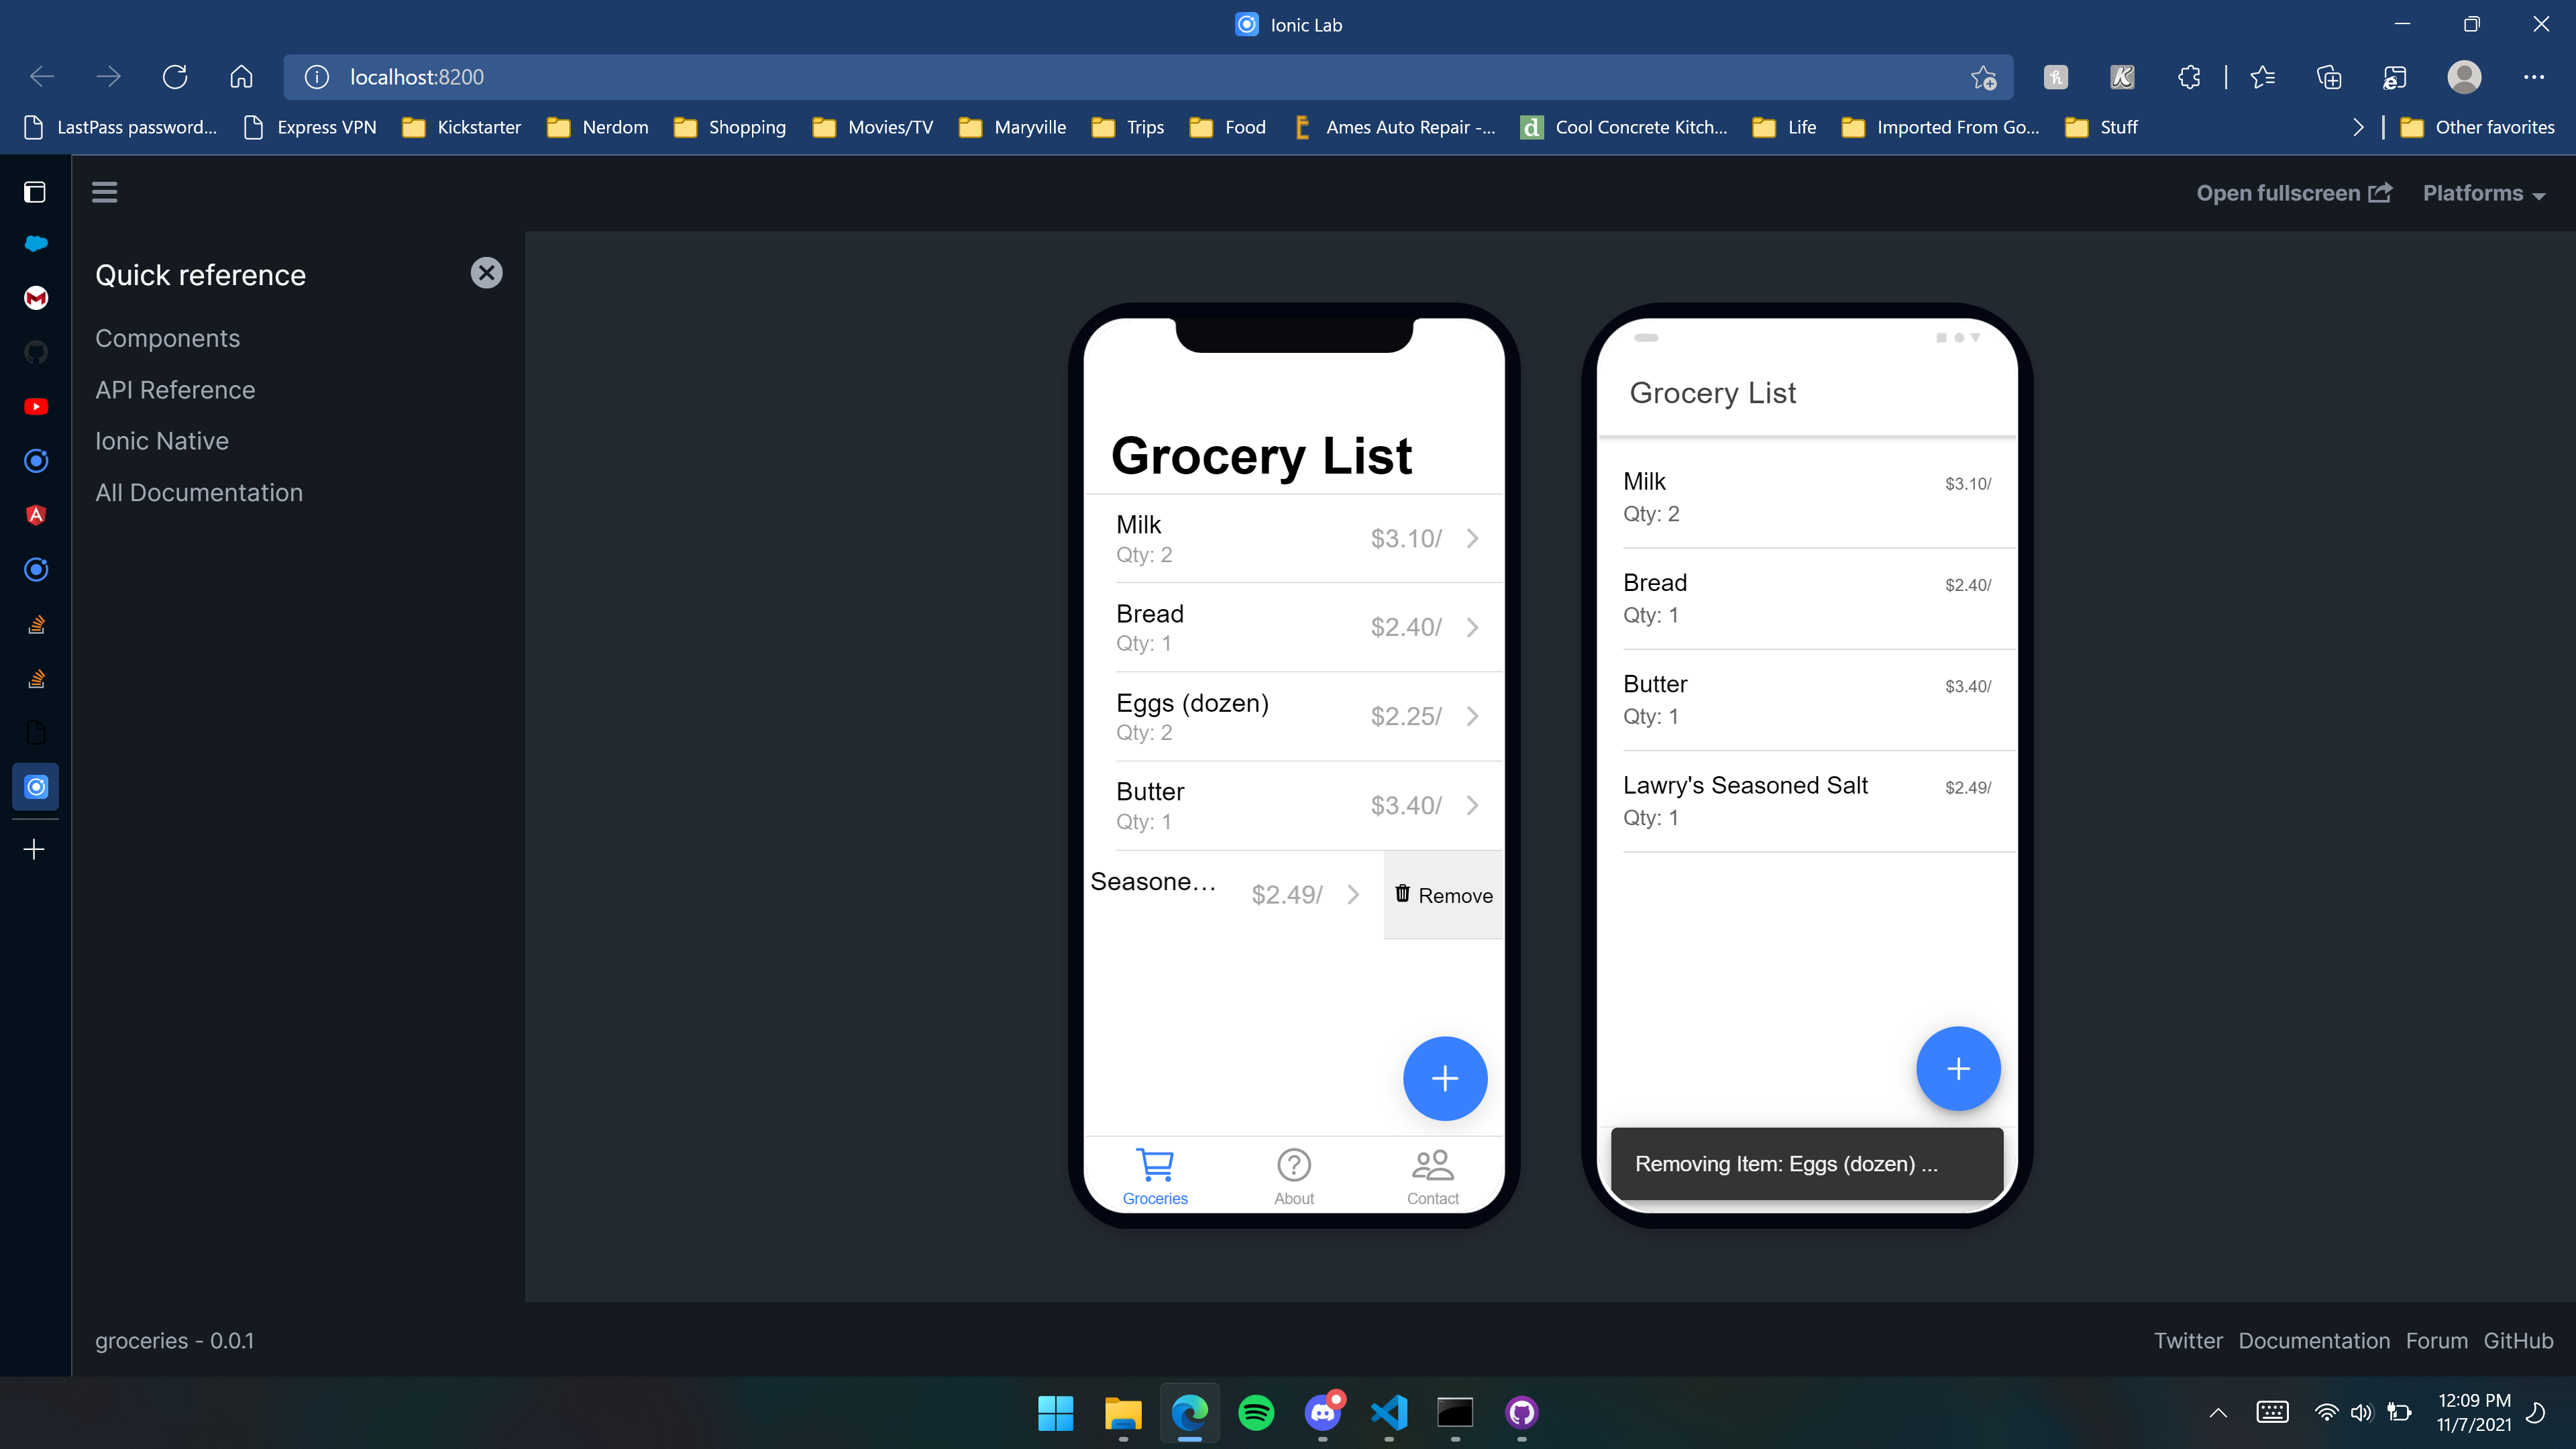 Ionic Lab
localhost:8200
LastPass password... Express VPN Kickstarter Nerdom Shopping Movies/TV Maryville Trips Food Ames Auto Repair -... Cool Concrete Kitch... Life Imported From Go... Stuff Other favorites
Open fullscreen Platforms
Quick reference
Components
API Reference
Ionic Native
All Documentation
Grocery List
Milk
$3.10/
Qty: 2
Bread
$2.40/
Qty: 1
Eggs (dozen)
$2.25/
Qty: 2
Butter
$3.40/
Qty: 1
Seasone...
$2.49/
Remove
Groceries About Contact
Grocery List
Milk
$3.10/
Qty: 2
Bread
$2.40/
Qty: 1
Butter
$3.40/
Qty: 1
Lawry's Seasoned Salt
$2.49/
Qty: 1
Removing Item: Eggs (dozen) ...
groceries - 0.0.1
Twitter Documentation Forum GitHub
12:09 PM
11/7/2021